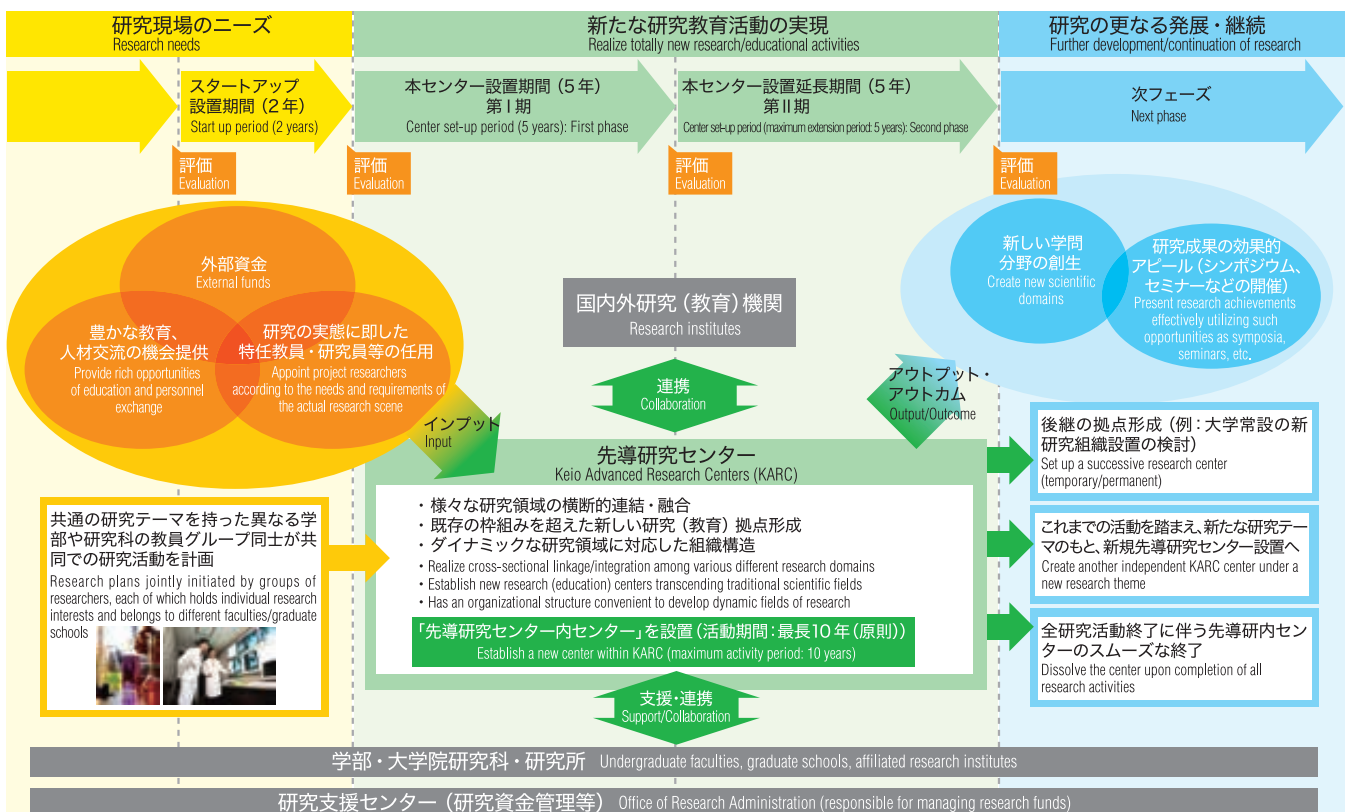 研究現場のニーズ
Research needs
新たな研究教育活動の実現
Realize totally new research/educational activities
研究の更なる発展・継続
Further development/continuation of research
スタートアップ
設置期間(2年)
Start up period (2 years)
本センター設置期間(5年)
第Ⅰ期
Center set-up period (5 years): First phase
本センター設置延長期間(5年)
第Ⅱ期
Center set-up period (maximum extension period: 5 years): Second phase
次フェーズ
Next phase
評価
Evaluation
評価
Evaluation
評価
Evaluation
評価
Evaluation
外部資金
External funds
豊かな教育、
人材交流の機会提供
Provide rich opportunities
of education and personnel
exchange
研究の実態に即した
特任教員・研究員等の任用
Appoint project researchers
according to the needs and requirements of
the actual research scene
インプット
Input
国内外研究(教育)機関
Research institutes
連携
Collaboration
新しい学問
分野の創生
Create new scientific
domains
研究成果の効果的
アピール(シンポジウム、
セミナーなどの開催)
Present research achievements
effectively utilizing such
opportunities as symposia,
seminars, etc.
アウトプット・
アウトカム
Output/Outcome
共通の研究テーマを持った異なる学
部や研究科の教員グループ同士が共
同での研究活動を計画
Research plans jointly initiated by groups of
researchers, each of which holds individual research
interests and belongs to different faculties/graduate
schools
先導研究センター
Keio Advanced Research Centers (KARC)
・様々な研究領域の横断的連結・融合
・既存の枠組みを超えた新しい研究(教育)拠点形成
・ダイナミックな研究領域に対応した組織構造
• Realize cross-sectional linkage/integration among various different research domains
• Establish new research (education) centers transcending traditional scientific fields
• Has an organizational structure convenient to develop dynamic fields of research
「先導研究センター内センター」を設置(活動期間:最長10年(原則))
Establish a new center within KARC (maximum activity period: 10 years)
支援・連携
Support/Collaboration
後継の拠点形成(例:大学常設の新
研究組織設置の検討)
Set up a successive research center
(temporary/permanent)
これまでの活動を踏まえ、新たな研究テー
マのもと、新規先導研究センター設置へ
Create another independent KARC center under a
new research theme
全研究活動終了に伴う先導研内セン
ターのスムーズな終了
Dissolve the center upon completion of all
research activities
学部・大学院研究科・研究所 Undergraduate faculties, graduate schools, affiliated research institutes
研究支援センター(研究資金管理等) Office of Research Administration (responsible for managing research funds)